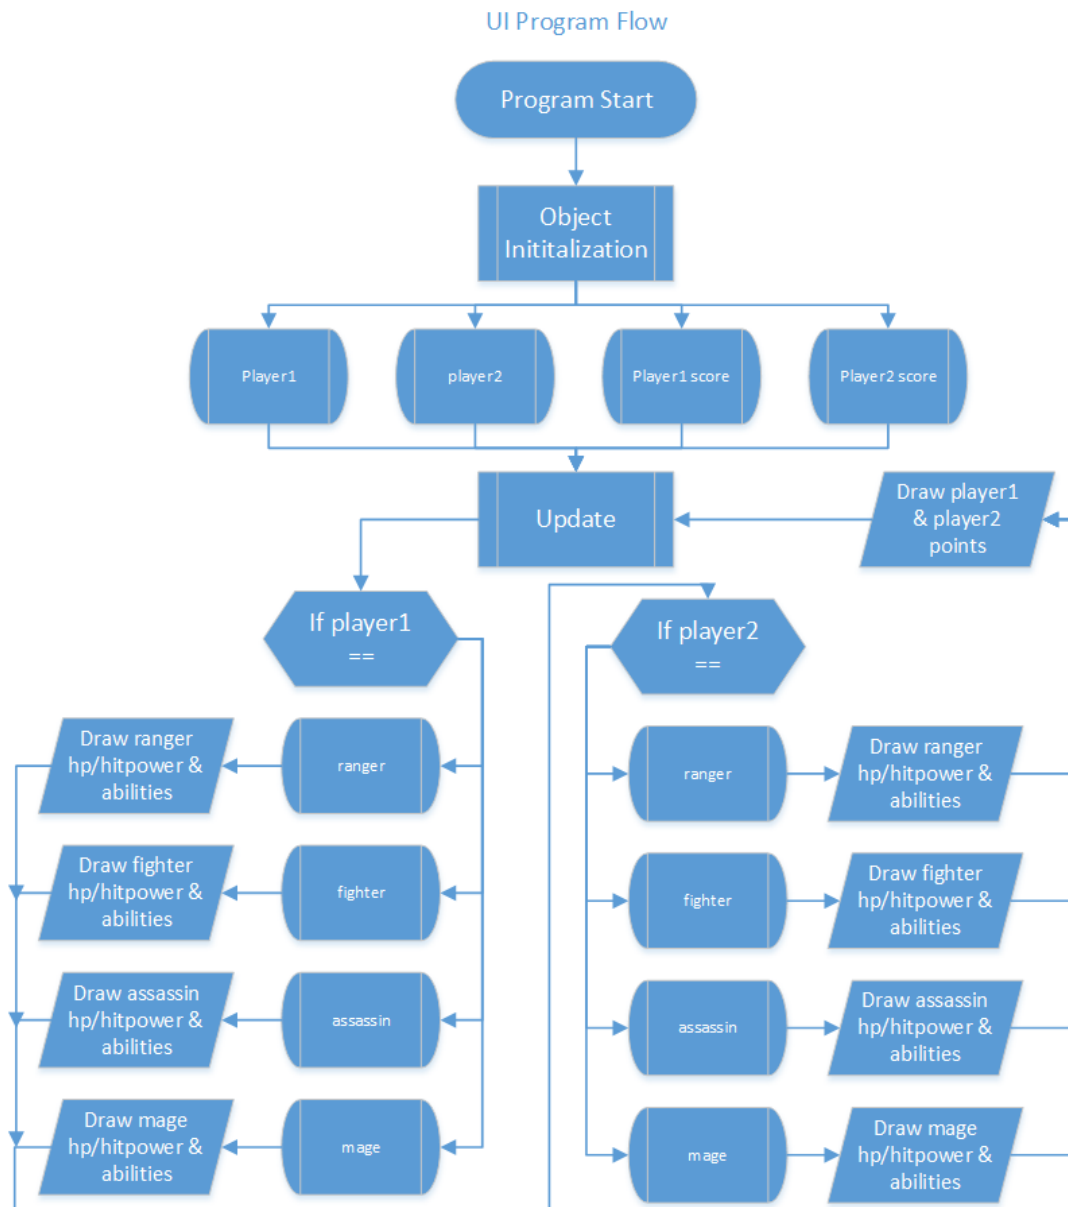 UI Program Flow
Program Start
Object
Inititalization
Player1
player2
Player1 score
Player2 score
Update
Draw player1
& player2
points
If player1
==
If player2
==
Draw ranger
hp/hitpower &
abilities
ranger
ranger
Draw ranger
hp/hitpower &
abilities
Draw fighter
hp/hitpower &
abilities
fighter
fighter
Draw fighter
hp/hitpower &
abilities
Draw assassin
hp/hitpower &
abilities
assassin
assassin
Draw assassin
hp/hitpower &
abilities
Draw mage
hp/hitpower &
abilities
mage
mage
Draw mage
hp/hitpower &
abilities